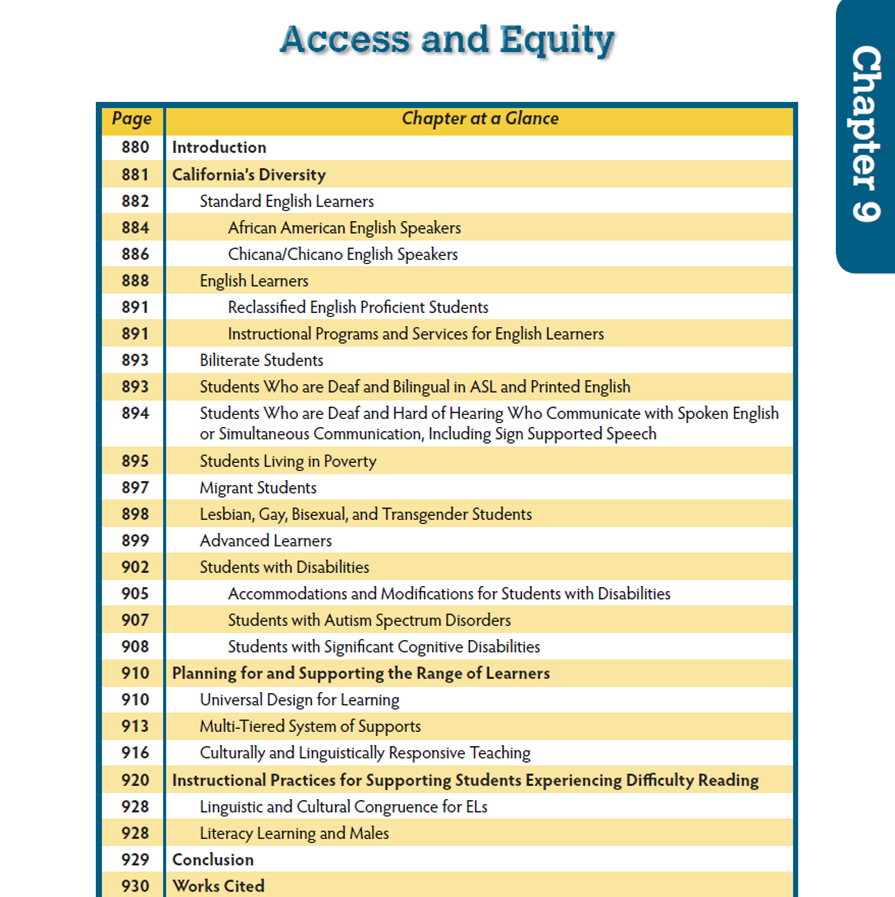 Access and Equity
Chapter 9
Page Chapter at a Glance
880 Introduction
881 California's Diversity
882 Standard English Learners
884 African American English Speakers
886 Chicana/Chicano English Speakers
888 English Learners
891 Reclassified English Proficient Students
891 Instructional Programs and Services for English Learners
893 Biliterate Students
893 Students Who are Deaf and Bilingual in ASL and Printed English
894 Students Who are Deaf and Hard of Hearing Who Communicate with Spoken English
or Simultaneous Communication, Including Sign Supported Speech
895 Students Living in Poverty
897 Migrant Students
898 Lesbian, Gay, Bisexual, and Transgender Students
899 Advanced Learners
902 Students with Disabilities
905 Accommodations and Modifications for Students with Disabilities
907 Students with Autism Spectrum Disorders
908 Students with Significant Cognitive Disabilities
910 Planning for and Supporting the Range of Learners
910 Universal Design for Learning
913 Multi-Tiered System of Supports
916 Culturally and Linguistically Responsive Teaching
920 Instructional Practices for Supporting Students Experiencing Difficulty Reading
928 Linguistic and Cultural Congruence for ELs
928 Literacy Learning and Males
929 Conclusion
930 Works Cited